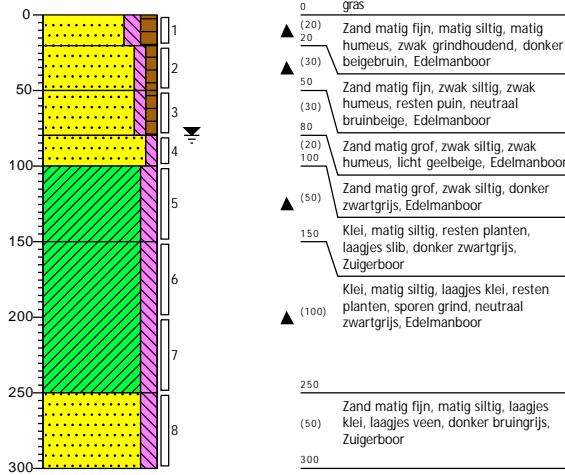 0
50
100
150
200
250
300
1
2
3
4
5
6
7
8
0
gras
(20)
20
Zand matig fijn, matig siltig, matig
humeus, zwak grindhoudend, donker
beigebruin, Edelmanboor
(30)
50
Zand matig fijn, zwak siltig, zwak
humeus, resten puin, neutraal
bruinbeige, Edelmanboor
(30)
80
Zand matig grof, zwak siltig, zwak
humeus, licht geelbeige, Edelmanboor
(20)
100
Zand matig grof, zwak siltig, donker
zwartgrijs, Edelmanboor
(50)
150
Klei, matig siltig, resten planten,
laagjes slib, donker zwartgrijs,
Zuigerboor
(100)
Klei, matig siltig, laagjes klei, resten
planten, sporen grind, neutraal
zwartgrijs, Edelmanboor
250
(50)
Zand matig fijn, matig siltig, laagjes
klei, laagjes veen, donker bruingrijs,
Zuigerboor
300